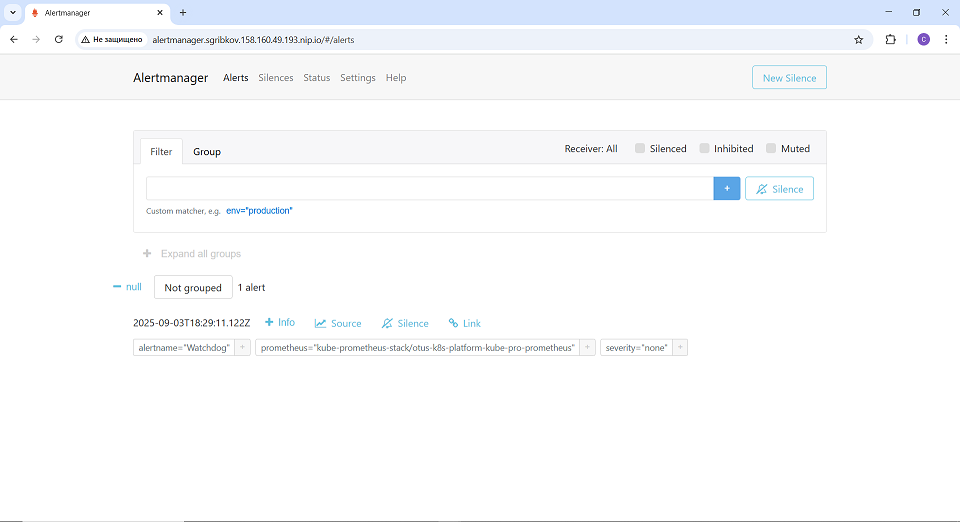 Alertmanager
Не защищено alertmanager.sgribkov.158.160.49.193.nip.io/#/alerts C
Alertmanager Alerts Silences Status Settings Help New Silence
Filter Group Receiver: All Silenced Inhibited Muted
+ Silence
Custom matcher, e.g. env="production"
+ Expand all groups
− null Not grouped 1 alert
2025-09-03T18:29:11.122Z + Info Source Silence Link
alertname="Watchdog" + prometheus="kube-prometheus-stack/otus-k8s-platform-kube-pro-prometheus" + severity="none" +